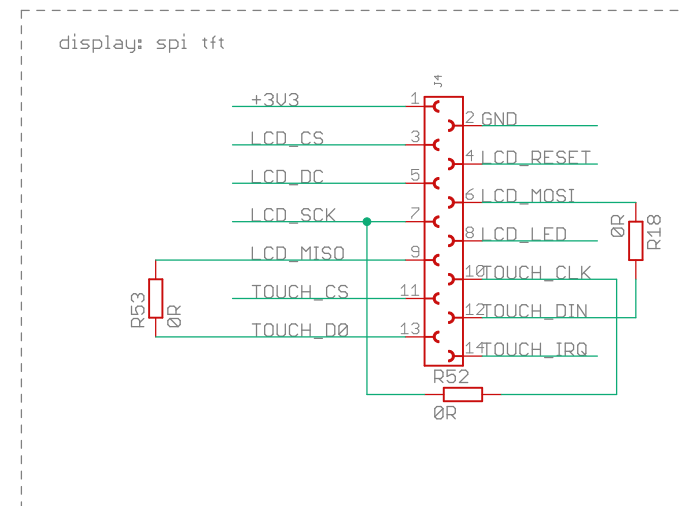 display: spi tft
J4
+3V3 1
2 GND
LCD_CS 3
4 LCD_RESET
LCD_DC 5
6 LCD_MOSI
0R R18
LCD_SCK 7
8 LCD_LED
LCD_MISO 9
10 TOUCH_CLK
TOUCH_CS 11
R53 0R
12 TOUCH_DIN
TOUCH_D0 13
14 TOUCH_IRQ
R52
0R